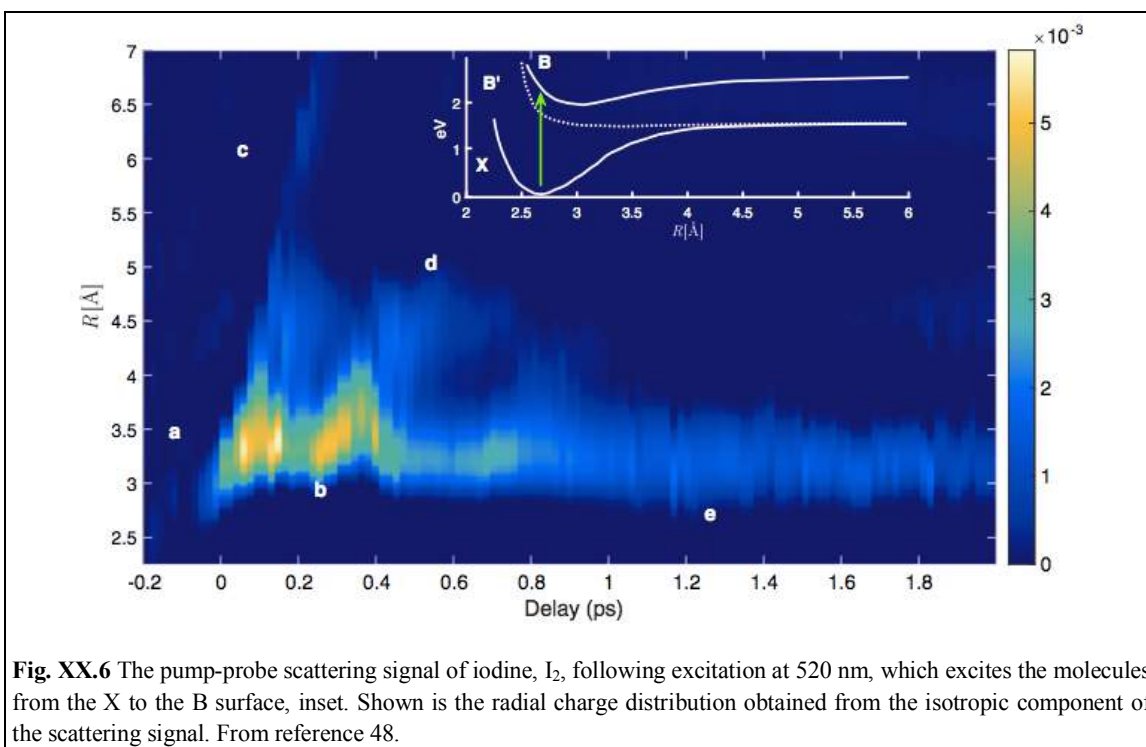 ×10⁻³
7
6.5
6
5.5
5
4.5
4
3.5
3
2.5
R[Å]
-0.2 0 0.2 0.4 0.6 0.8 1 1.2 1.4 1.6 1.8
Delay (ps)
a
b
c
d
e
B
B'
X
eV
2
1
0
2 2.5 3 3.5 4 4.5 5 5.5 6
R[Å]
5
4
3
2
1
0
Fig. XX.6 The pump-probe scattering signal of iodine, I₂, following excitation at 520 nm, which excites the molecules
from the X to the B surface, inset. Shown is the radial charge distribution obtained from the isotropic component of
the scattering signal. From reference 48.